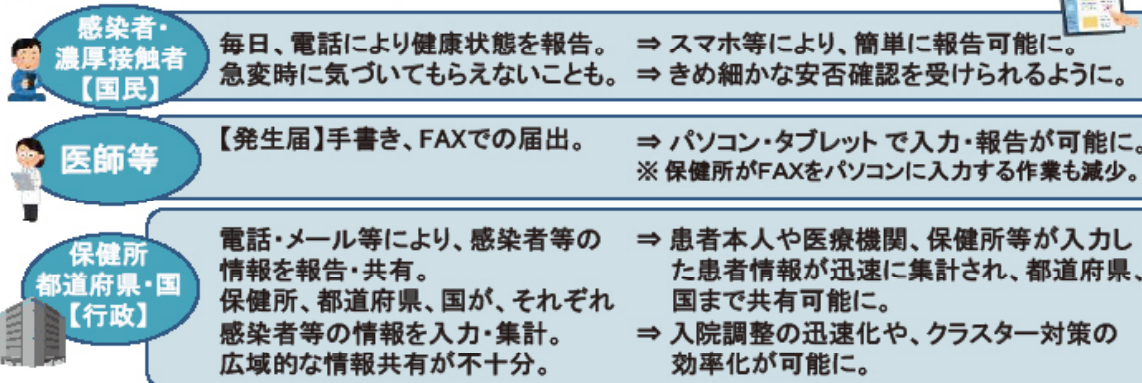 感染者・
濃厚接触者
【国民】
毎日、電話により健康状態を報告。
急変時に気づいてもらえないことも。
⇒ スマホ等により、簡単に報告可能に。
⇒ きめ細かな安否確認を受けられるように。
医師等
【発生届】手書き、FAXでの届出。
⇒ パソコン・タブレット で入力・報告が可能に。
※ 保健所がFAXをパソコンに入力する作業も減少。
保健所
都道府県・国
【行政】
電話・メール等により、感染者等の
情報を報告・共有。
保健所、都道府県、国が、それぞれ
感染者等の情報を入力・集計。
広域的な情報共有が不十分。
⇒ 患者本人や医療機関、保健所等が入力し
た患者情報が迅速に集計され、都道府県、
国まで共有可能に。
⇒ 入院調整の迅速化や、クラスター対策の
効率化が可能に。